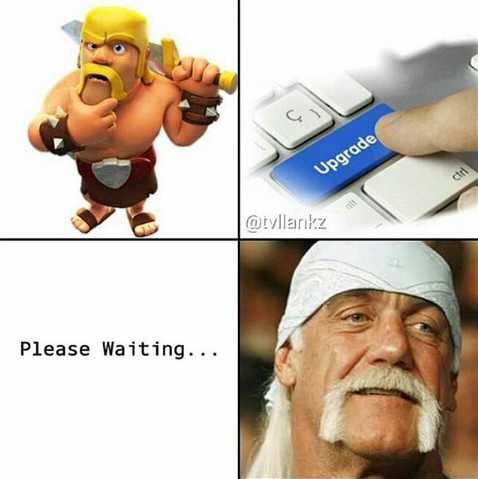 Ç
Upgrade
alt
ctrl
@tvllankz
Please Waiting...